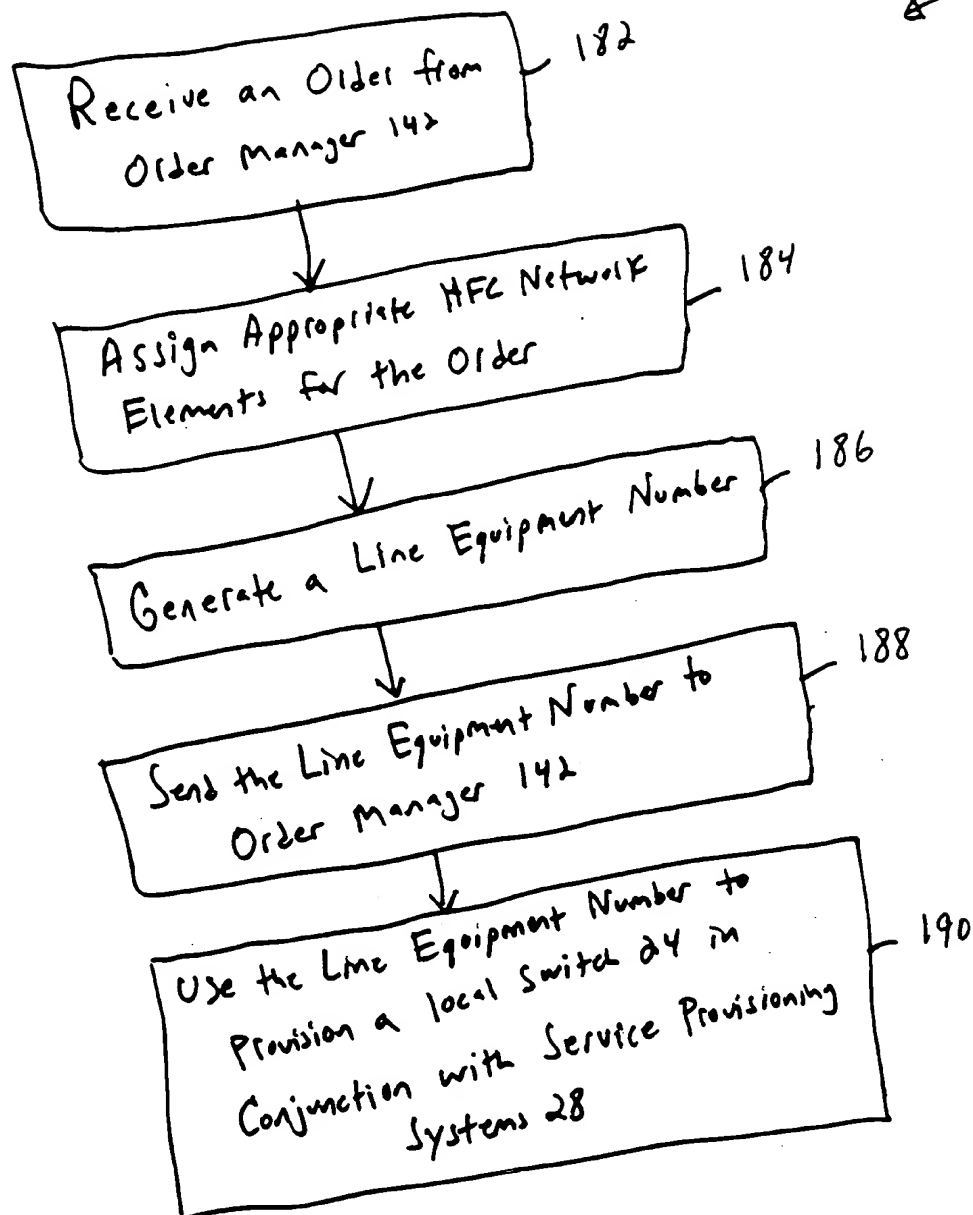 182
Receive an Order from
Order Manager 142
184
Assign Appropriate HFC Network
Elements for the Order
186
Generate a Line Equipment Number
188
Send the Line Equipment Number to
Order Manager 142
190
Use the Line Equipment Number to
Provision a local Switch 24 in
Conjunction with Service Provisioning
Systems 28